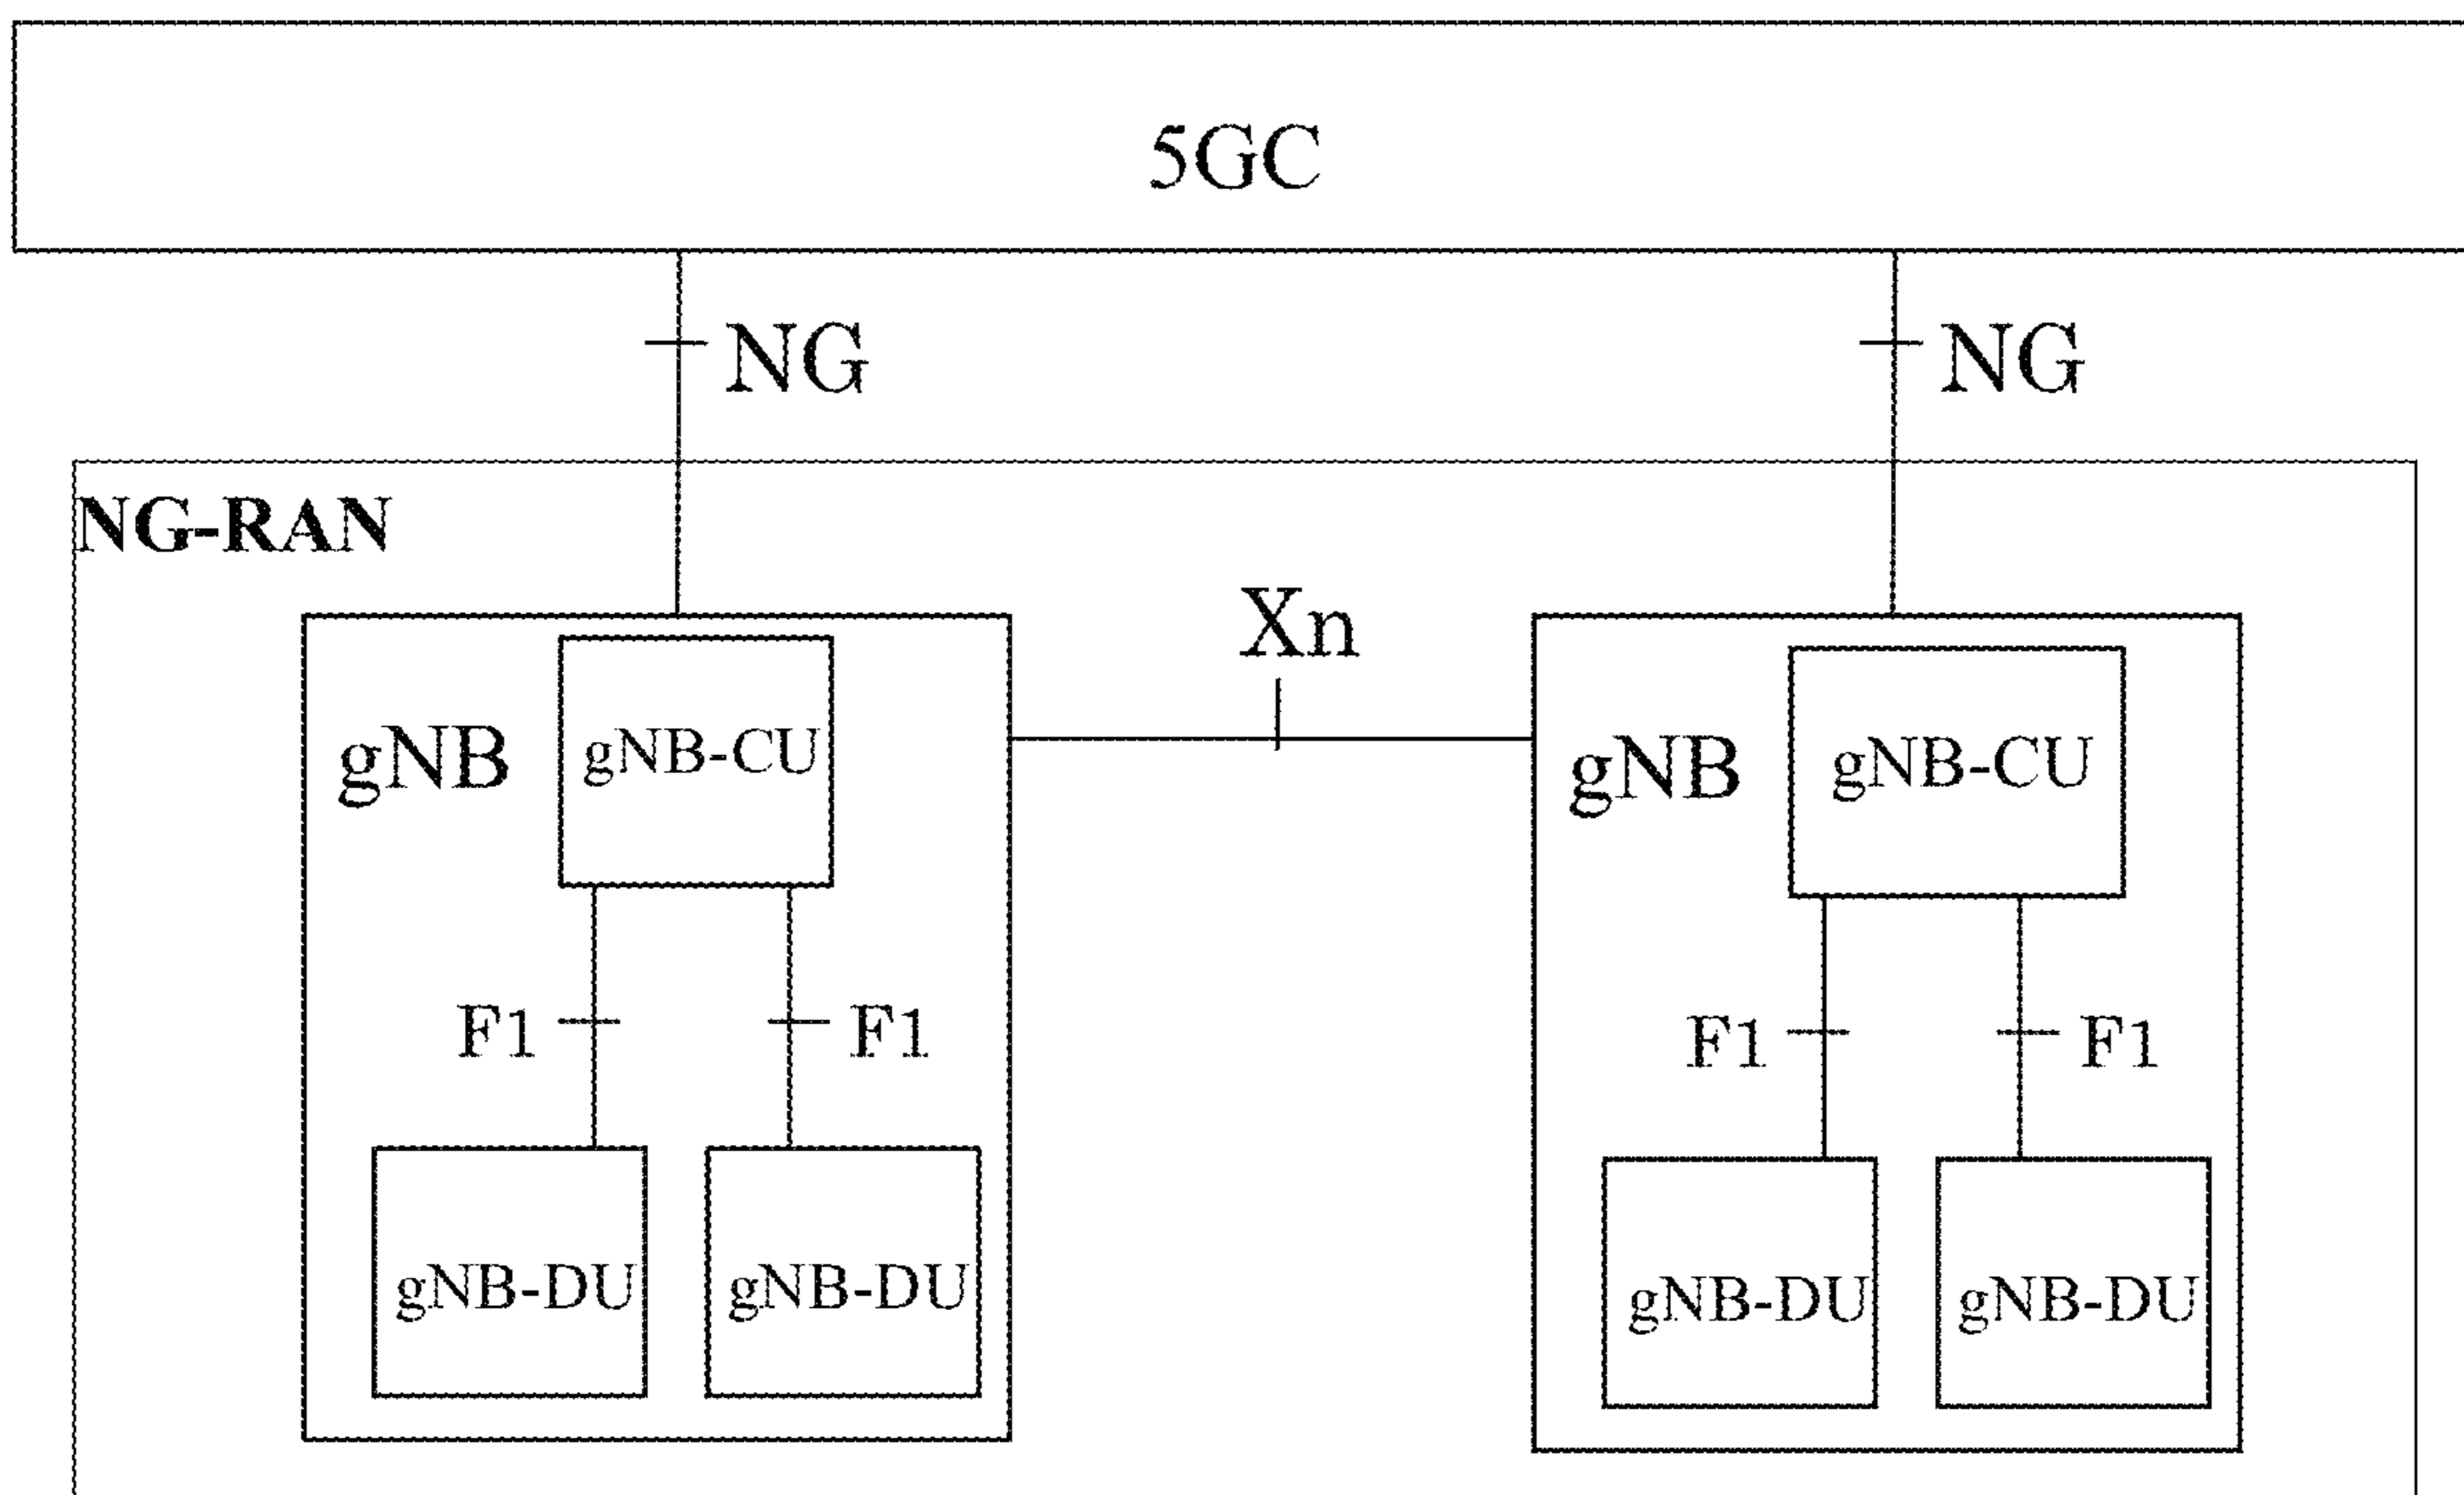 5GC
NG
NG
NG-RAN
Xn
gNB
gNB-CU
gNB
gNB-CU
F1
F1
F1
F1
gNB-DU
gNB-DU
gNB-DU
gNB-DU